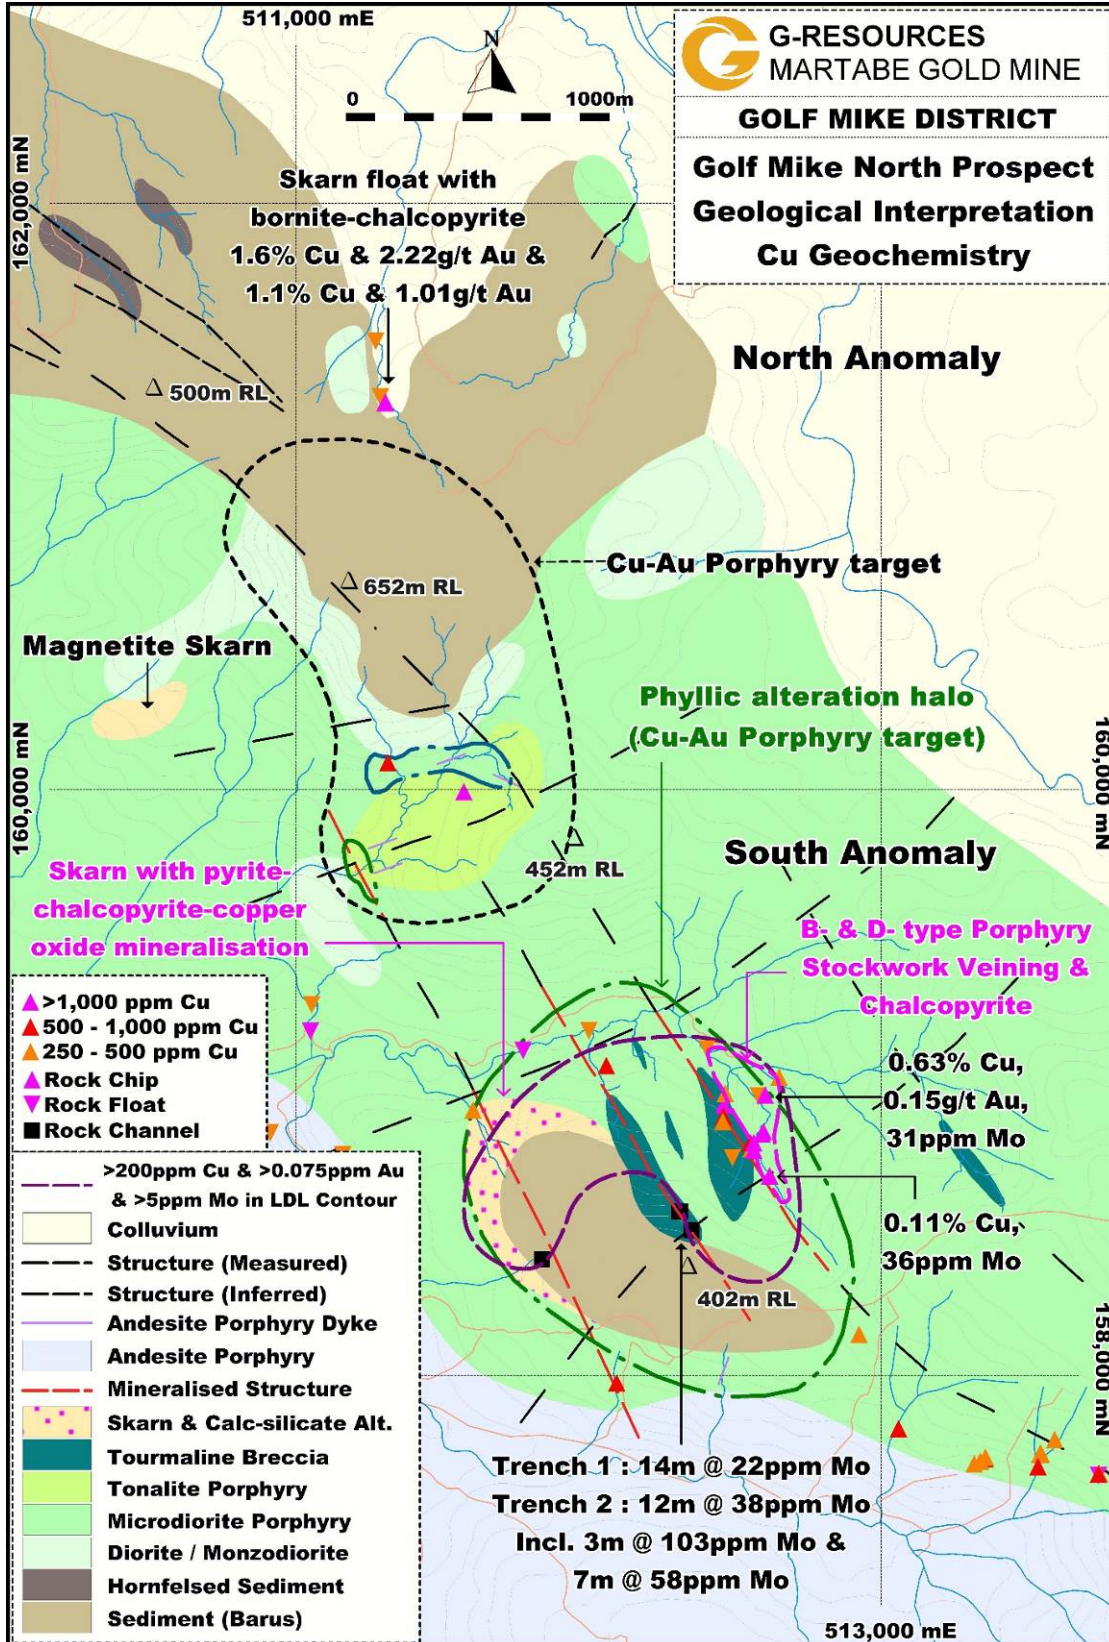 511,000 mE
N
0 1000m
G-RESOURCES
MARTABE GOLD MINE
GOLF MIKE DISTRICT
Golf Mike North Prospect
Geological Interpretation
Cu Geochemistry
162,000 mN
Skarn float with
bornite-chalcopyrite
1.6% Cu & 2.22g/t Au &
1.1% Cu & 1.01g/t Au
North Anomaly
500m RL
Cu-Au Porphyry target
652m RL
Magnetite Skarn
Phyllic alteration halo
(Cu-Au Porphyry target)
160,000 mN
160,000 mN
452m RL
South Anomaly
Skarn with pyrite-
chalcopyrite-copper
oxide mineralisation
B- & D- type Porphyry
Stockwork Veining &
Chalcopyrite
>1,000 ppm Cu
500 - 1,000 ppm Cu
250 - 500 ppm Cu
Rock Chip
Rock Float
Rock Channel
0.63% Cu,
0.15g/t Au,
31ppm Mo
0.11% Cu,
36ppm Mo
402m RL
158,000 mN
>200ppm Cu & >0.075ppm Au
& >5ppm Mo in LDL Contour
Colluvium
Structure (Measured)
Structure (Inferred)
Andesite Porphyry Dyke
Andesite Porphyry
Mineralised Structure
Skarn & Calc-silicate Alt.
Tourmaline Breccia
Tonalite Porphyry
Microdiorite Porphyry
Diorite / Monzodiorite
Hornfelsed Sediment
Sediment (Barus)
Trench 1 : 14m @ 22ppm Mo
Trench 2 : 12m @ 38ppm Mo
Incl. 3m @ 103ppm Mo &
7m @ 58ppm Mo
513,000 mE